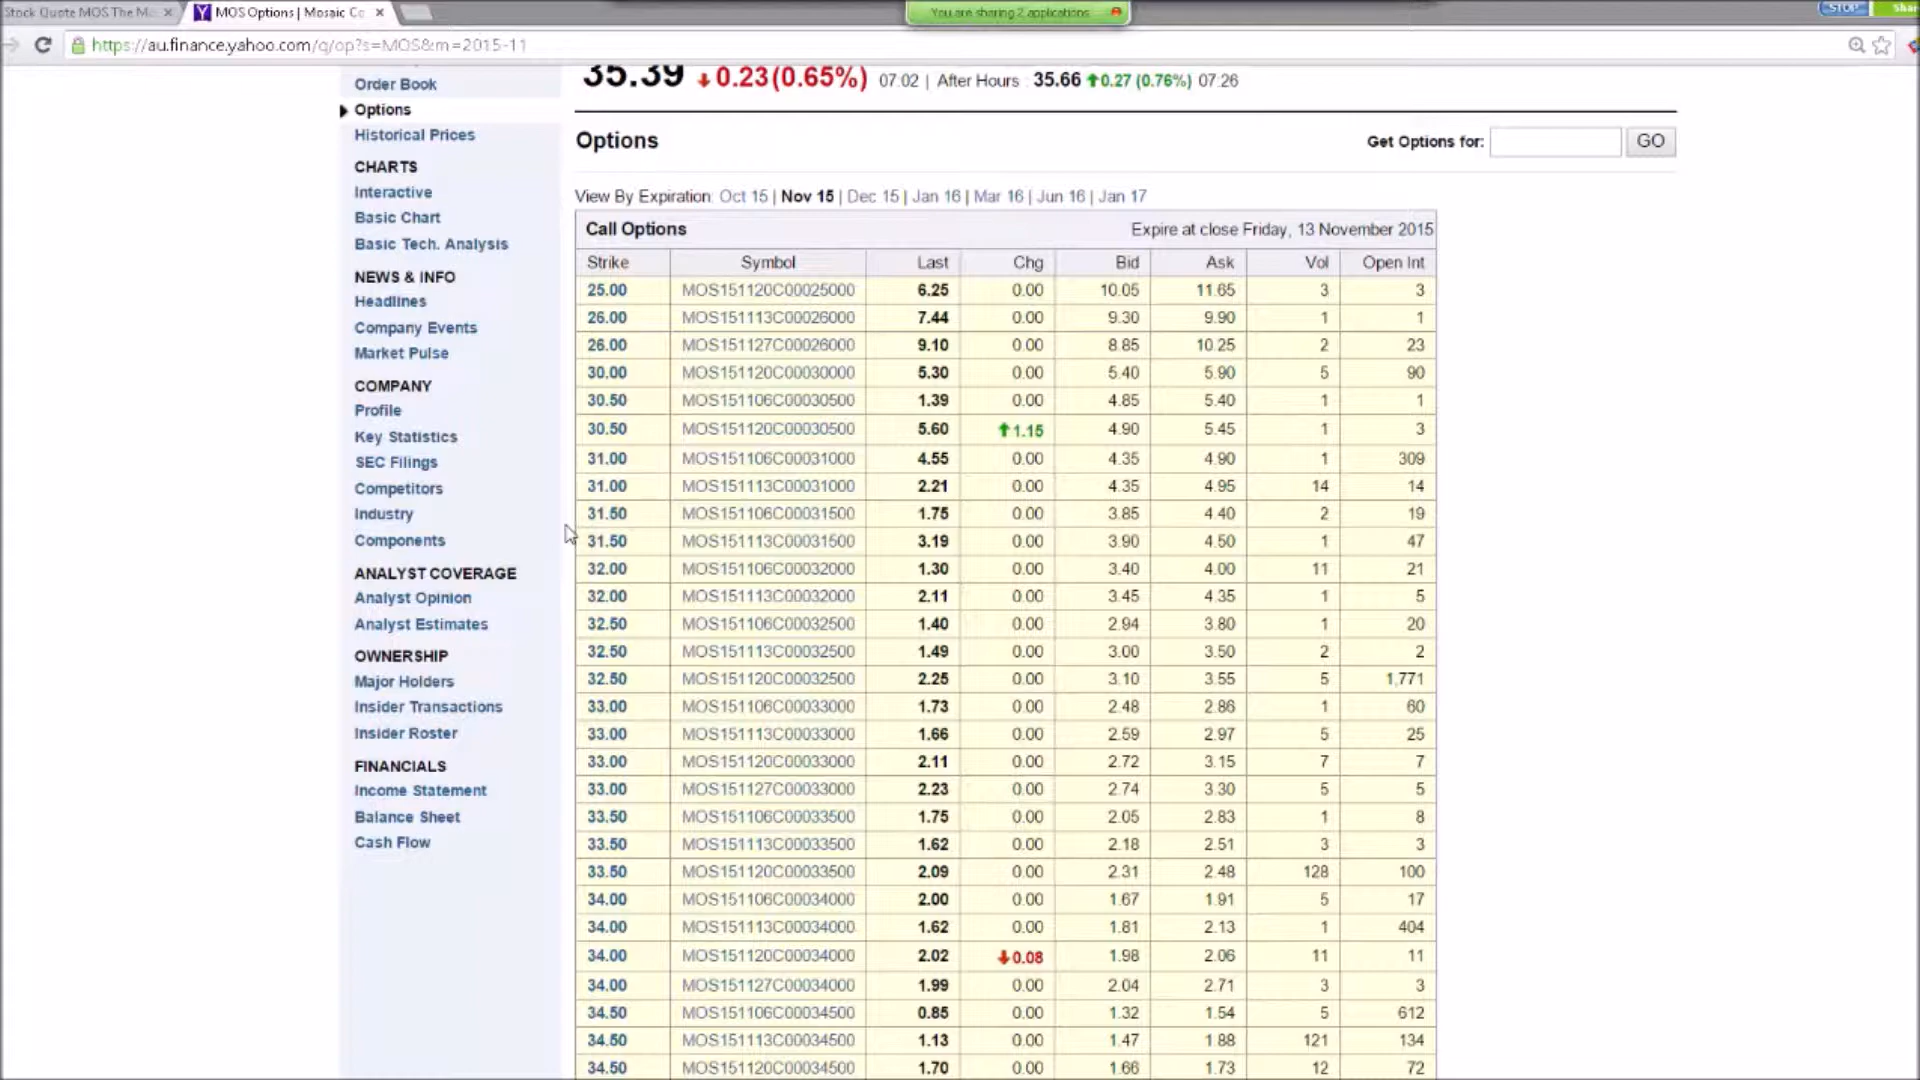 Stock Quote MOS The M
MOS Options | Mosaic Co
You are sharing 2 applications
STOP
Shar
https://au.finance.yahoo.com/q/op?s=MOS&m=2015-11
Order Book
Options
Historical Prices
CHARTS
Interactive
Basic Chart
Basic Tech. Analysis
NEWS & INFO
Headlines
Company Events
Market Pulse
COMPANY
Profile
Key Statistics
SEC Filings
Competitors
Industry
Components
ANALYST COVERAGE
Analyst Opinion
Analyst Estimates
OWNERSHIP
Major Holders
Insider Transactions
Insider Roster
FINANCIALS
Income Statement
Balance Sheet
Cash Flow
35.39 0.23(0.65%) 07:02 | After Hours : 35.66 0.27 (0.76%) 07:26
Options
Get Options for: GO
View By Expiration: Oct 15 | Nov 15 | Dec 15 | Jan 16 | Mar 16 | Jun 16 | Jan 17
Call Options Expire at close Friday, 13 November 2015
Strike Symbol Last Chg Bid Ask Vol Open Int
25.00 MOS151120C00025000 6.25 0.00 10.05 11.65 3 3
26.00 MOS151113C00026000 7.44 0.00 9.30 9.90 1 1
26.00 MOS151127C00026000 9.10 0.00 8.85 10.25 2 23
30.00 MOS151120C00030000 5.30 0.00 5.40 5.90 5 90
30.50 MOS151106C00030500 1.39 0.00 4.85 5.40 1 1
30.50 MOS151120C00030500 5.60 1.15 4.90 5.45 1 3
31.00 MOS151106C00031000 4.55 0.00 4.35 4.90 1 309
31.00 MOS151113C00031000 2.21 0.00 4.35 4.95 14 14
31.50 MOS151106C00031500 1.75 0.00 3.85 4.40 2 19
31.50 MOS151113C00031500 3.19 0.00 3.90 4.50 1 47
32.00 MOS151106C00032000 1.30 0.00 3.40 4.00 11 21
32.00 MOS151113C00032000 2.11 0.00 3.45 4.35 1 5
32.50 MOS151106C00032500 1.40 0.00 2.94 3.80 1 20
32.50 MOS151113C00032500 1.49 0.00 3.00 3.50 2 2
32.50 MOS151120C00032500 2.25 0.00 3.10 3.55 5 1,771
33.00 MOS151106C00033000 1.73 0.00 2.48 2.86 1 60
33.00 MOS151113C00033000 1.66 0.00 2.59 2.97 5 25
33.00 MOS151120C00033000 2.11 0.00 2.72 3.15 7 7
33.00 MOS151127C00033000 2.23 0.00 2.74 3.30 5 5
33.50 MOS151106C00033500 1.75 0.00 2.05 2.83 1 8
33.50 MOS151113C00033500 1.62 0.00 2.18 2.51 3 3
33.50 MOS151120C00033500 2.09 0.00 2.31 2.48 128 100
34.00 MOS151106C00034000 2.00 0.00 1.67 1.91 5 17
34.00 MOS151113C00034000 1.62 0.00 1.81 2.13 1 404
34.00 MOS151120C00034000 2.02 0.08 1.98 2.06 11 11
34.00 MOS151127C00034000 1.99 0.00 2.04 2.71 3 3
34.50 MOS151106C00034500 0.85 0.00 1.32 1.54 5 612
34.50 MOS151113C00034500 1.13 0.00 1.47 1.88 121 134
34.50 MOS151120C00034500 1.70 0.00 1.66 1.73 12 72